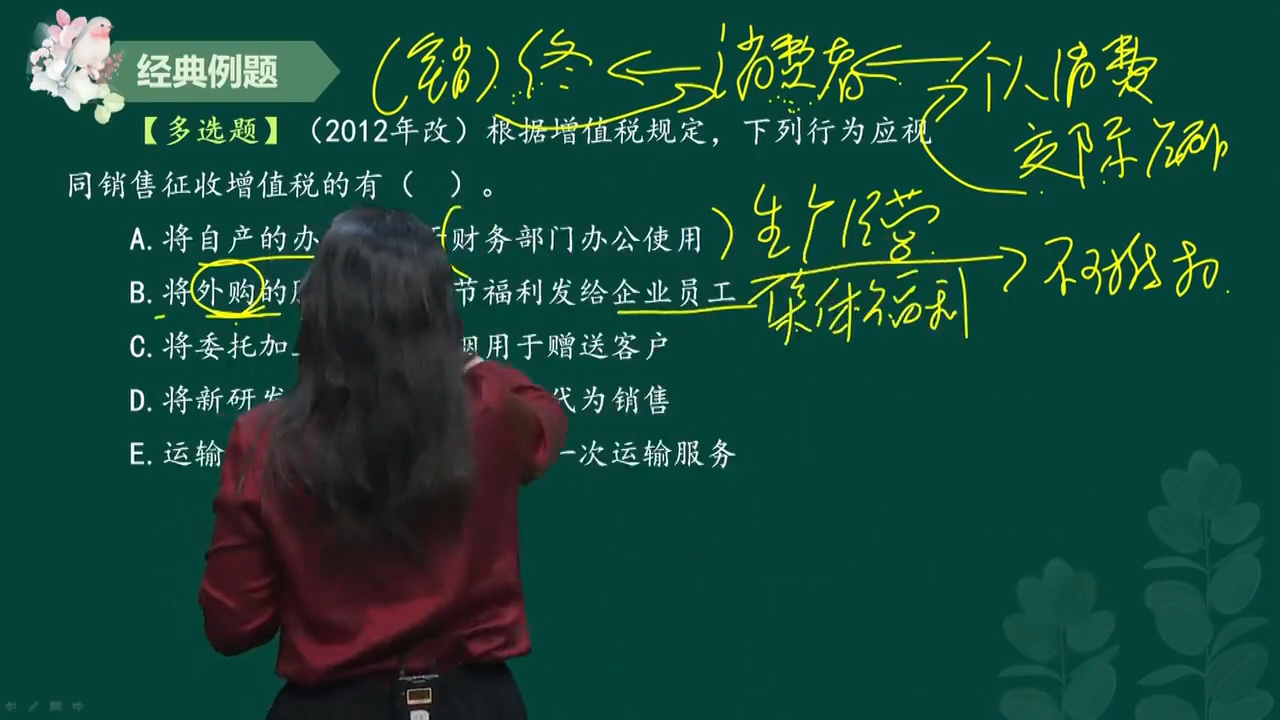 经典例题
(销) 终 消费者 个人消费
交际应酬
【多选题】（2012年改）根据增值税规定，下列行为应视
同销售征收增值税的有（ ）。
A.将自产的办 财务部门办公使用 生产经营
B.将外购的 节福利发给企业员工 集体福利 不可抵扣
C.将委托加 用于赠送客户
D.将新研发 代为销售
E.运输 一次运输服务